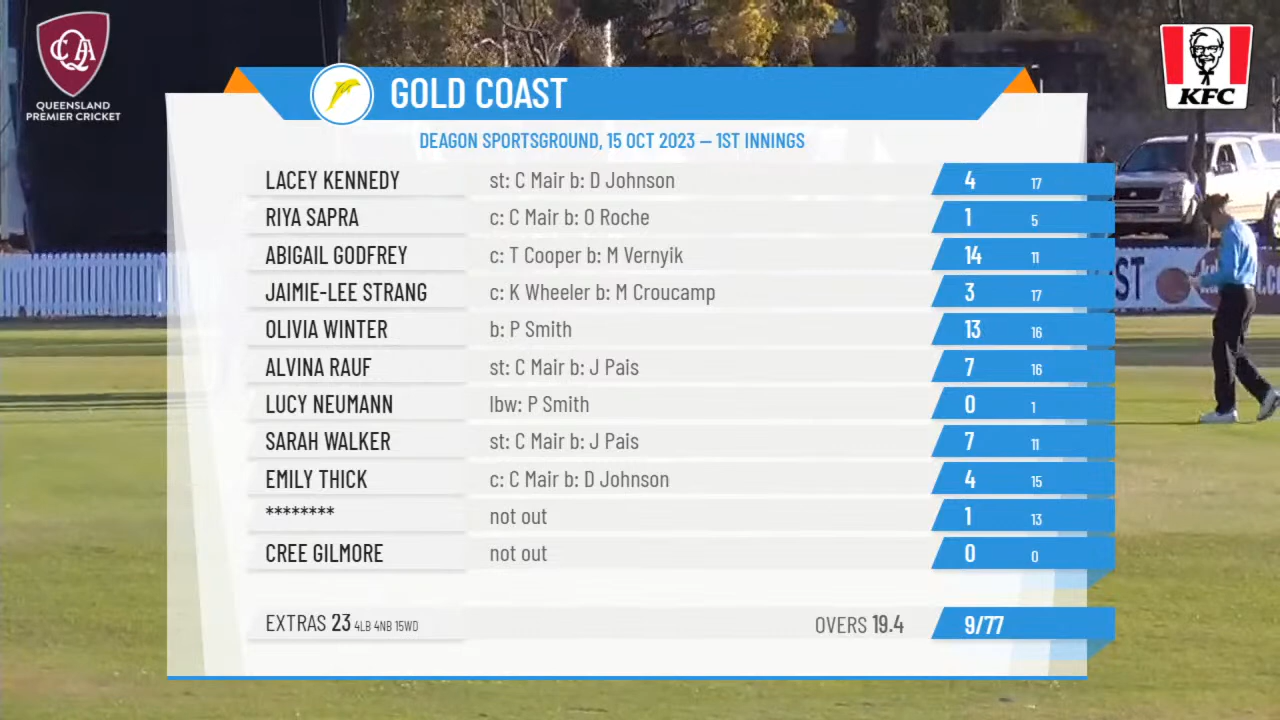 QUEENSLAND
PREMIER CRICKET
KFC
GOLD COAST
DEAGON SPORTSGROUND, 15 OCT 2023 – 1ST INNINGS
LACEY KENNEDY st: C Mair b: D Johnson 4 17
RIYA SAPRA c: C Mair b: O Roche 1 5
ABIGAIL GODFREY c: T Cooper b: M Vernyik 14 11
JAIMIE-LEE STRANG c: K Wheeler b: M Croucamp 3 17
OLIVIA WINTER b: P Smith 13 16
ALVINA RAUF st: C Mair b: J Pais 7 16
LUCY NEUMANN lbw: P Smith 0 1
SARAH WALKER st: C Mair b: J Pais 7 11
EMILY THICK c: C Mair b: D Johnson 4 15
******** not out 1 13
CREE GILMORE not out 0 0
EXTRAS 23 4LB 4NB 15WD OVERS 19.4 9/77